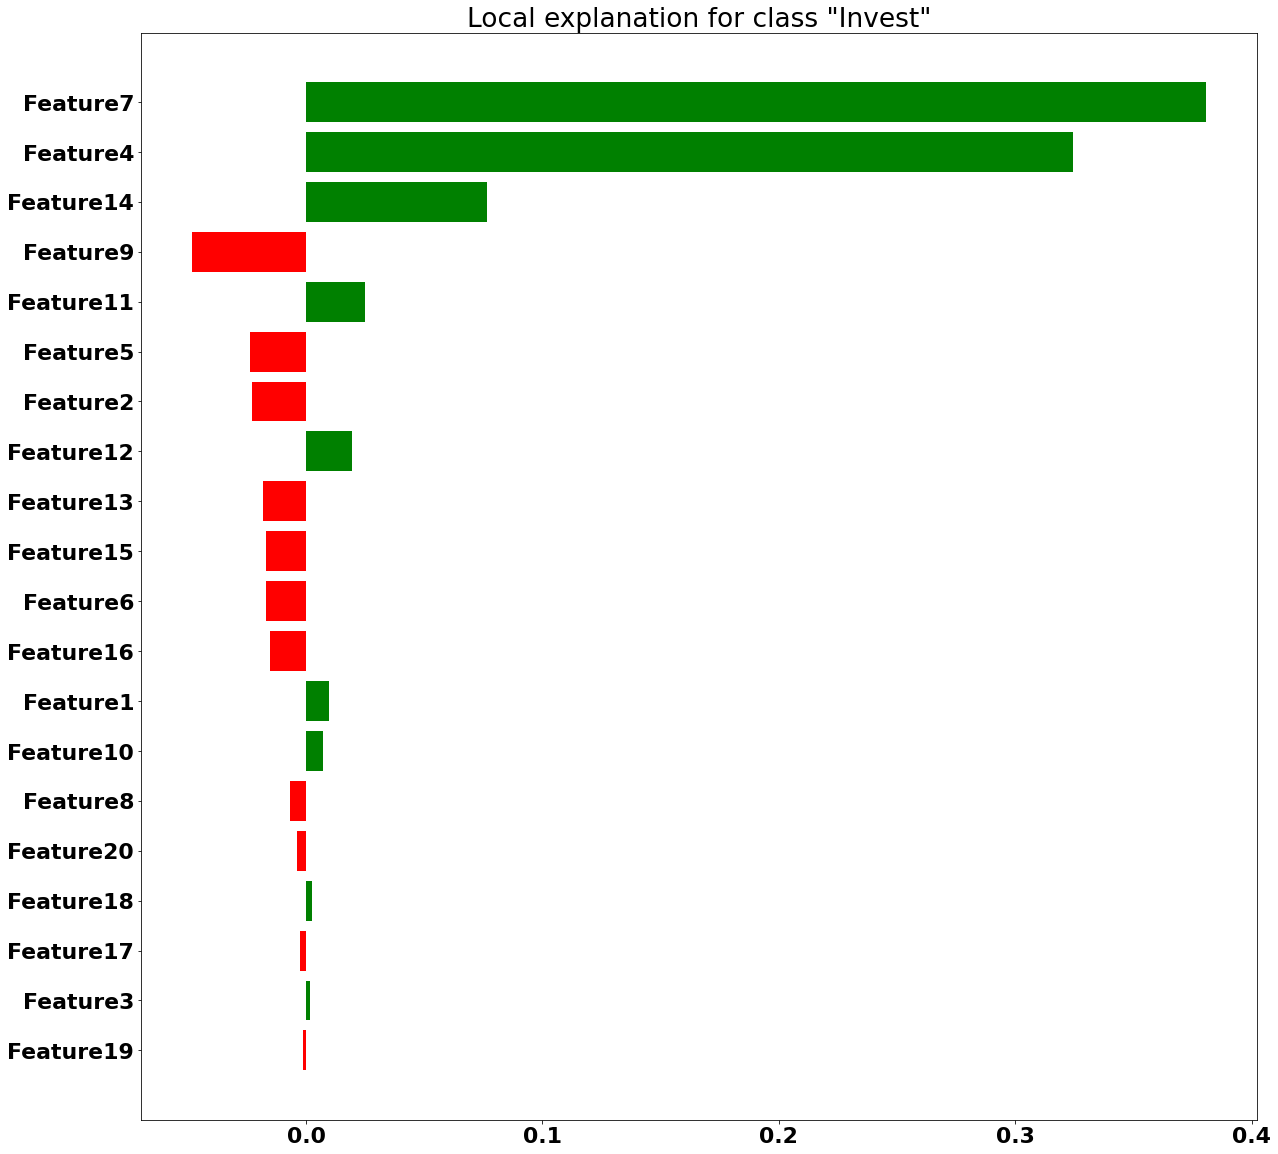 Local explanation for class "Invest"
Feature7
Feature4
Feature14
Feature9
Feature11
Feature5
Feature2
Feature12
Feature13
Feature15
Feature6
Feature16
Feature1
Feature10
Feature8
Feature20
Feature18
Feature17
Feature3
Feature19
0.0 0.1 0.2 0.3 0.4